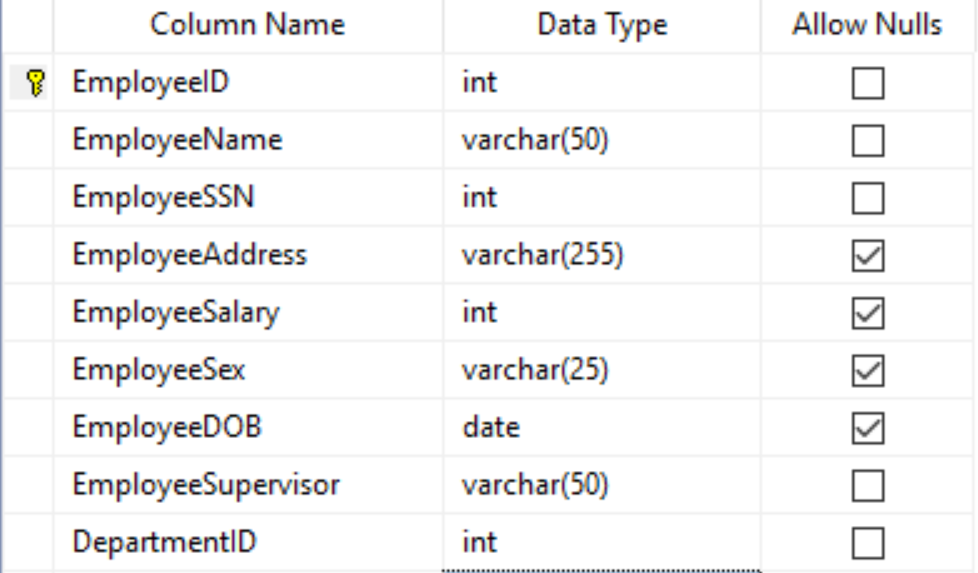 Column Name Data Type Allow Nulls
EmployeeID int
EmployeeName varchar(50)
EmployeeSSN int
EmployeeAddress varchar(255)
EmployeeSalary int
EmployeeSex varchar(25)
EmployeeDOB date
EmployeeSupervisor varchar(50)
DepartmentID int